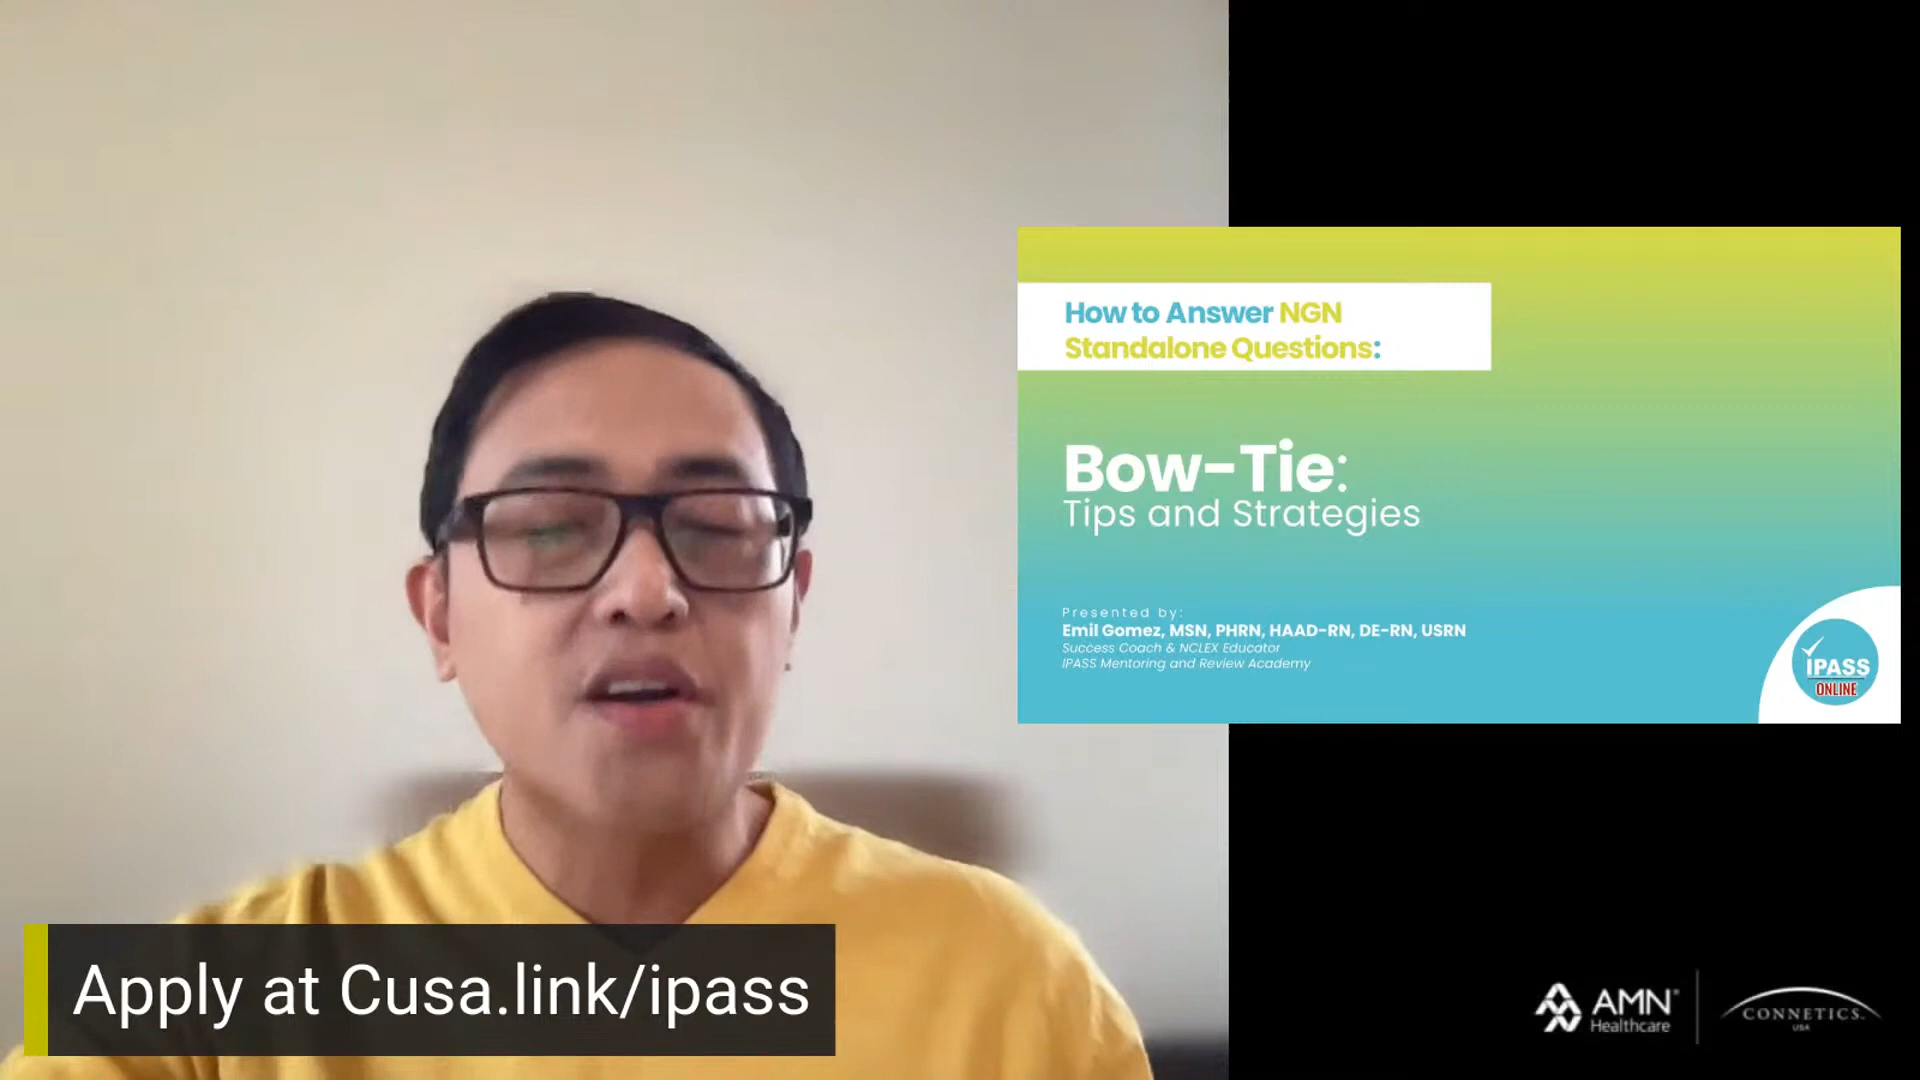 How to Answer NGN
Standalone Questions:
Bow-Tie:
Tips and Strategies
Presented by:
Emil Gomez, MSN, PHRN, HAAD-RN, DE-RN, USRN
Success Coach & NCLEX Educator
IPASS Mentoring and Review Academy
iPASS
ONLINE
Apply at Cusa.link/ipass
AMN
Healthcare
CONNETICS
USA